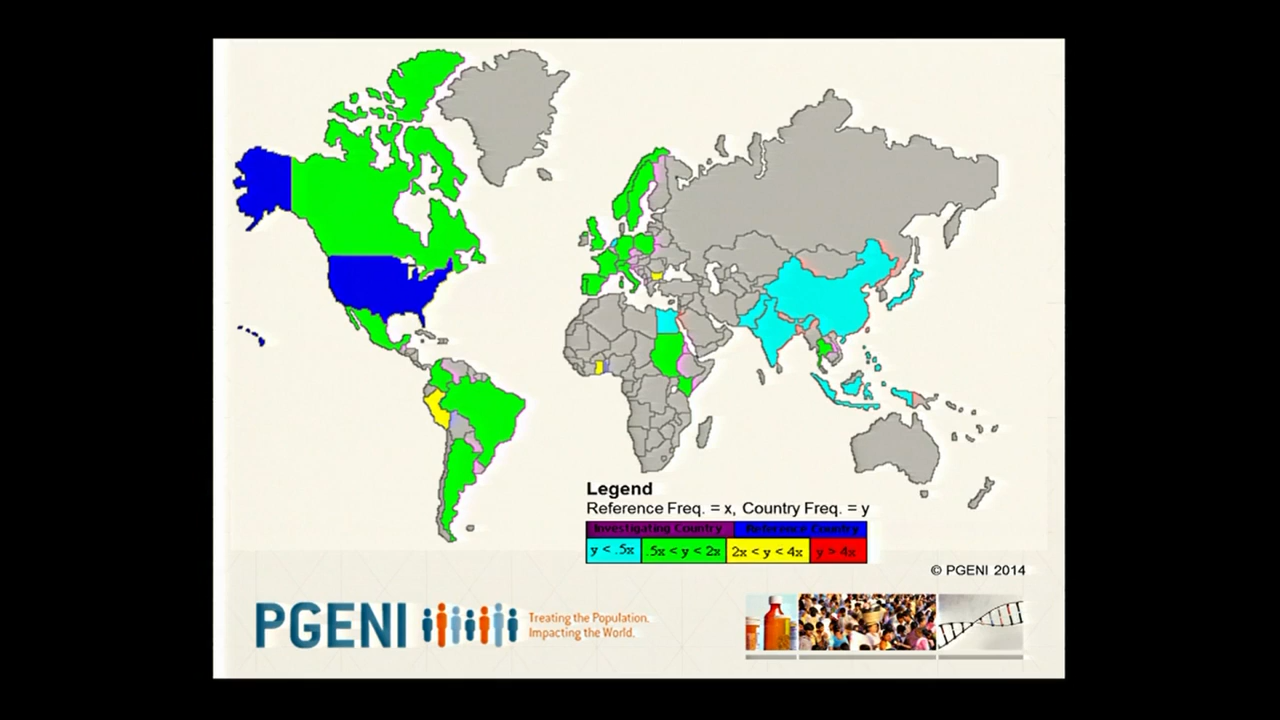 Legend
Reference Freq. = x, Country Freq. = y
Investigating Country Reference Country
y < .5x .5x < y < 2x 2x < y < 4x y > 4x
© PGENI 2014
PGENI
Treating the Population.
Impacting the World.